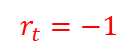 r_t = −1